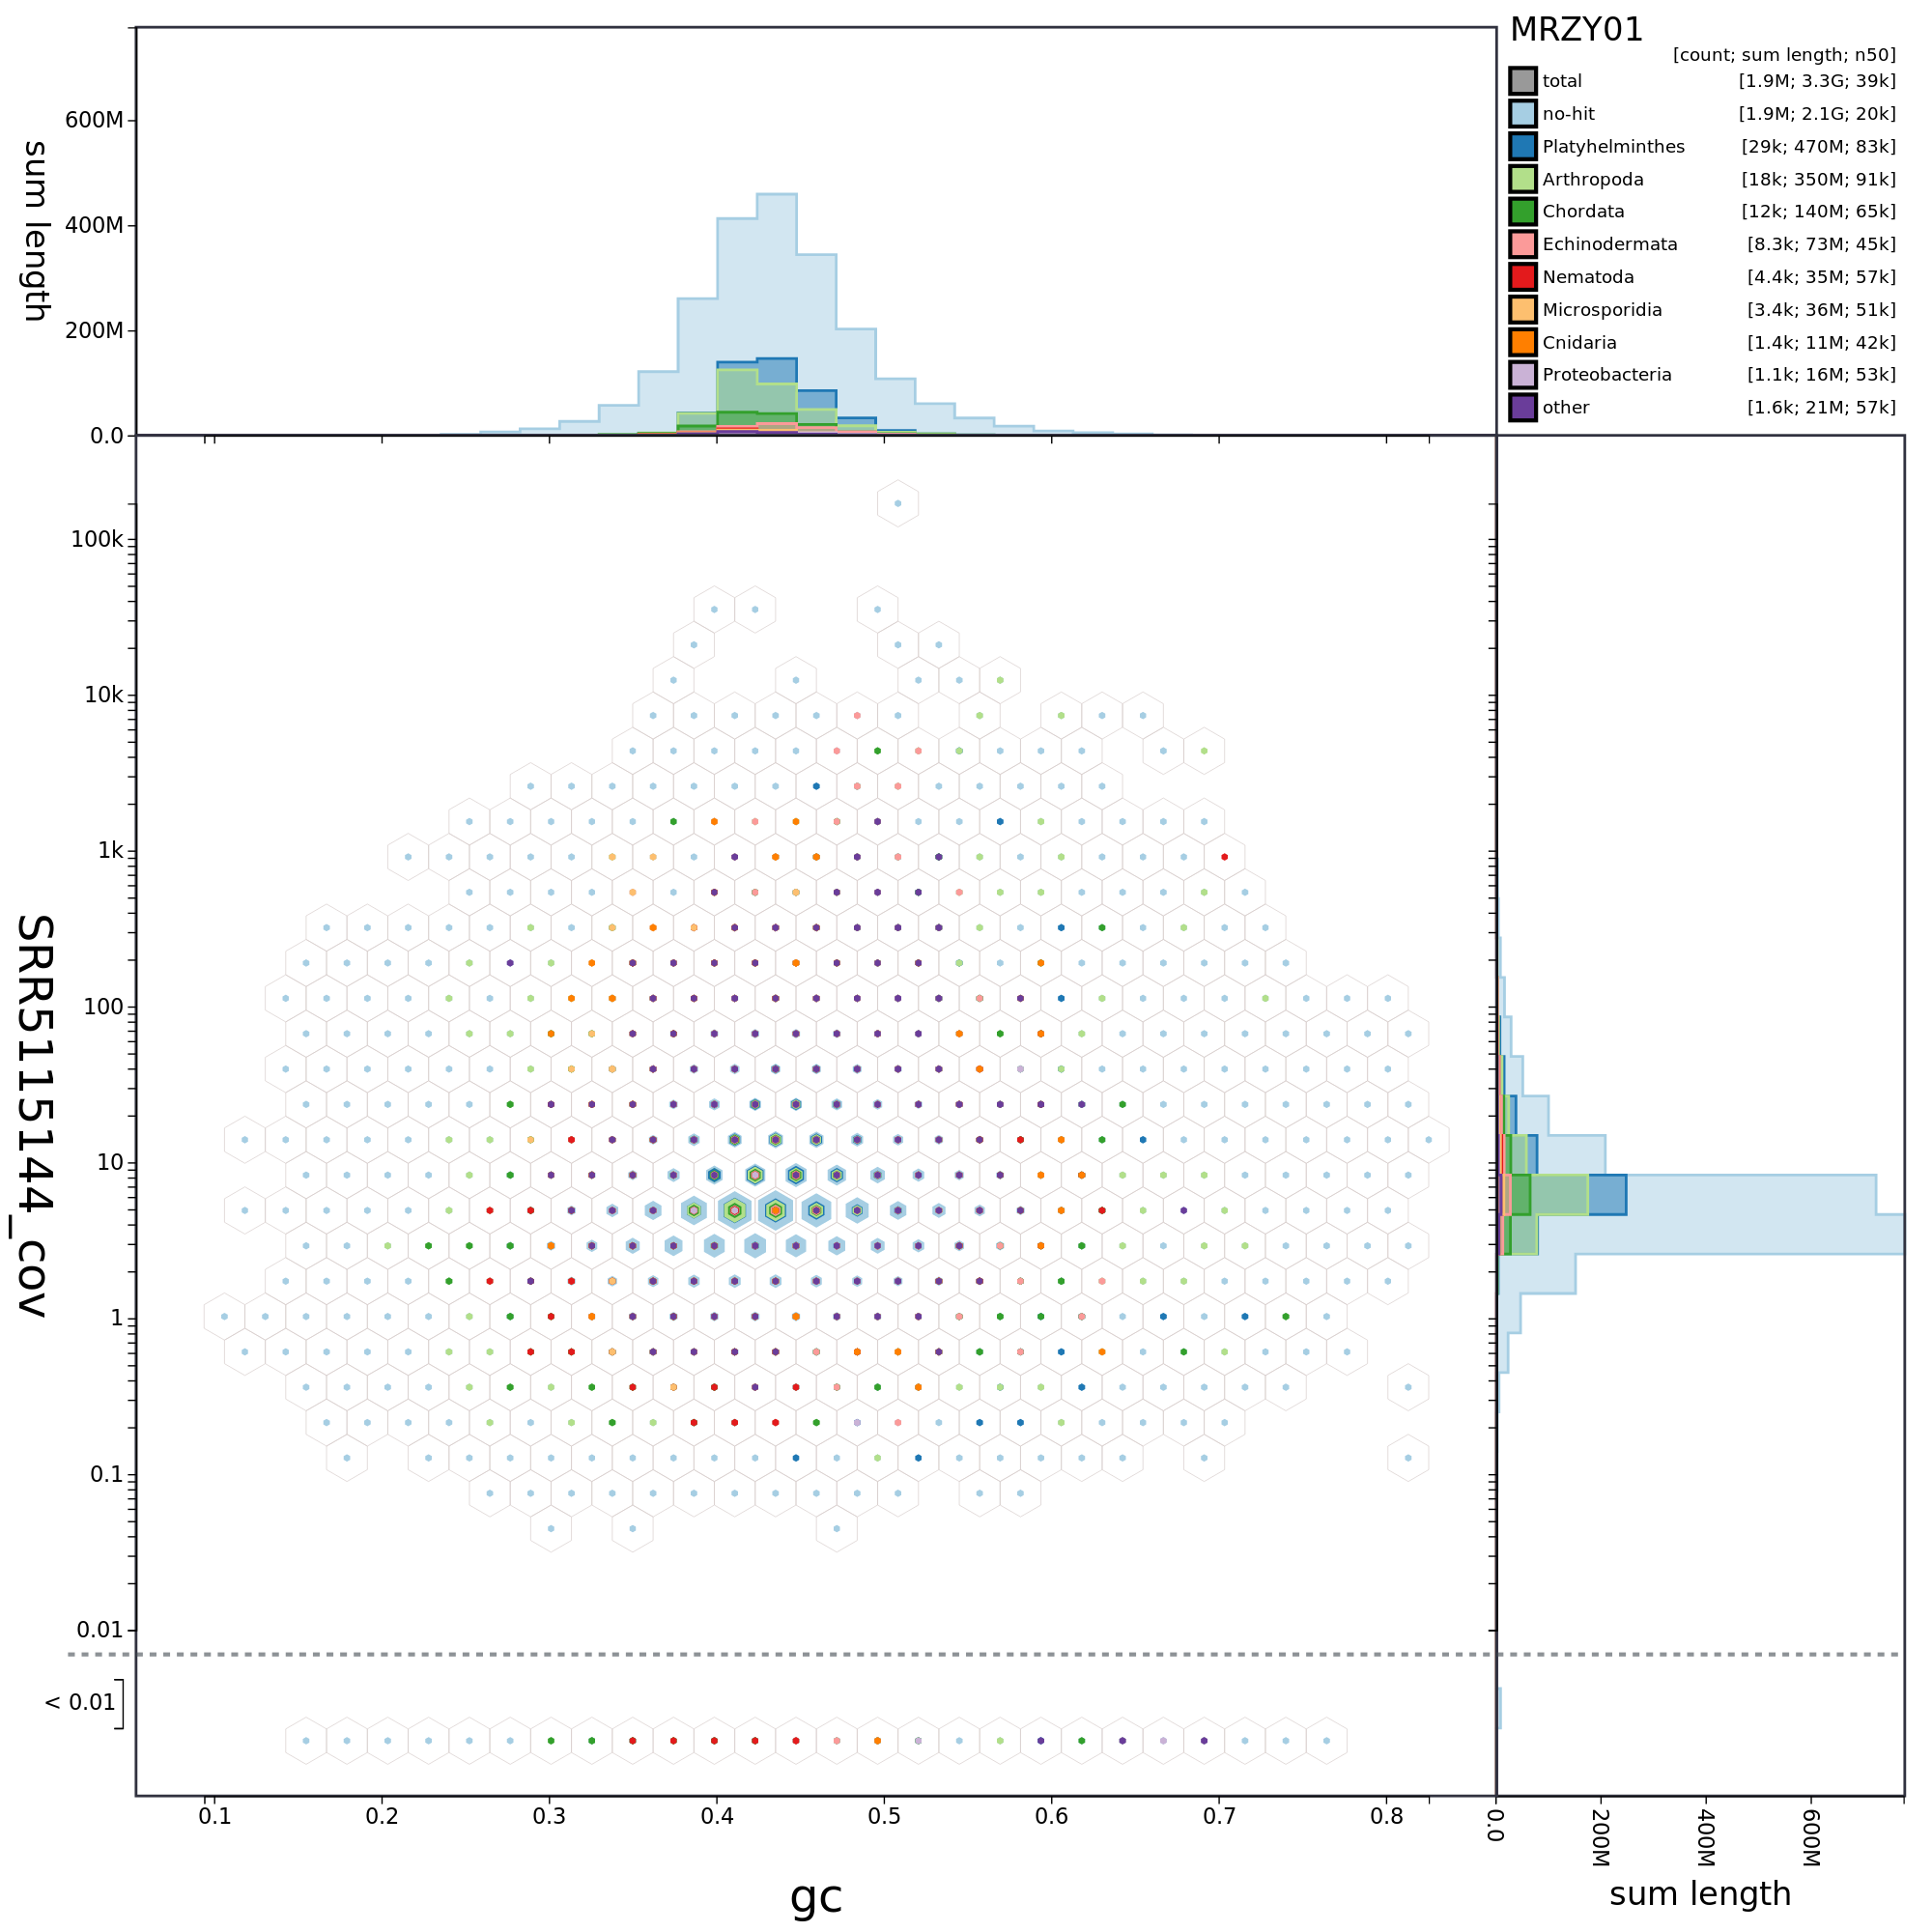 MRZY01
[count; sum length; n50]
total [1.9M; 3.3G; 39k]
no-hit [1.9M; 2.1G; 20k]
Platyhelminthes [29k; 470M; 83k]
Arthropoda [18k; 350M; 91k]
Chordata [12k; 140M; 65k]
Echinodermata [8.3k; 73M; 45k]
Nematoda [4.4k; 35M; 57k]
Microsporidia [3.4k; 36M; 51k]
Cnidaria [1.4k; 11M; 42k]
Proteobacteria [1.1k; 16M; 53k]
other [1.6k; 21M; 57k]
sum length
600M
400M
200M
0.0
SRR5115144_cov
100k
10k
1k
100
10
1
0.1
0.01
< 0.01
0.1 0.2 0.3 0.4 0.5 0.6 0.7 0.8
gc
0.0 200M 400M 600M
sum length